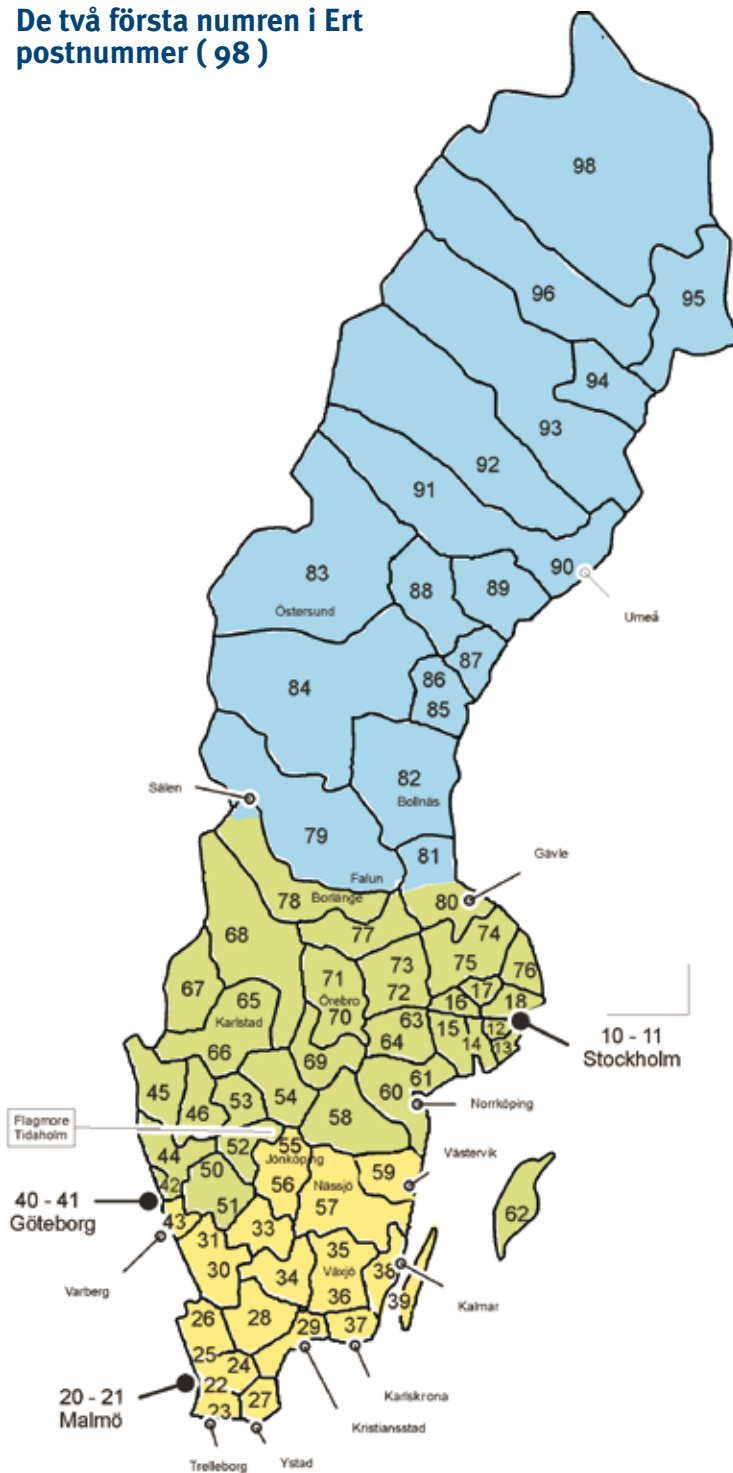 De två första numren i Ert
postnummer ( 98 )
98
96
95
94
93
92
91
90
Umeå
83
Östersund
88
89
87
86
85
84
82
Bollnäs
Sälen
79
81
Falun
Gävle
78
Borlänge
80
77
74
68
73
75
76
71
67
72
17
65
Örebro
16
18
Karlstad
70
63
15
12
10 - 11
Stockholm
66
64
14
13
69
61
45
53
54
60
Norrköping
46
58
Flagmore
Tidaholm
44
52
55
Jönköping
Västervik
50
59
42
56
Nässjö
40 - 41
Göteborg
51
57
62
43
33
31
35
Varberg
30
34
Växjö
38
36
39
Kalmar
26
28
29
37
25
24
Karlskrona
22
20 - 21
Malmö
27
23
Kristiansstad
Trelleborg
Ystad